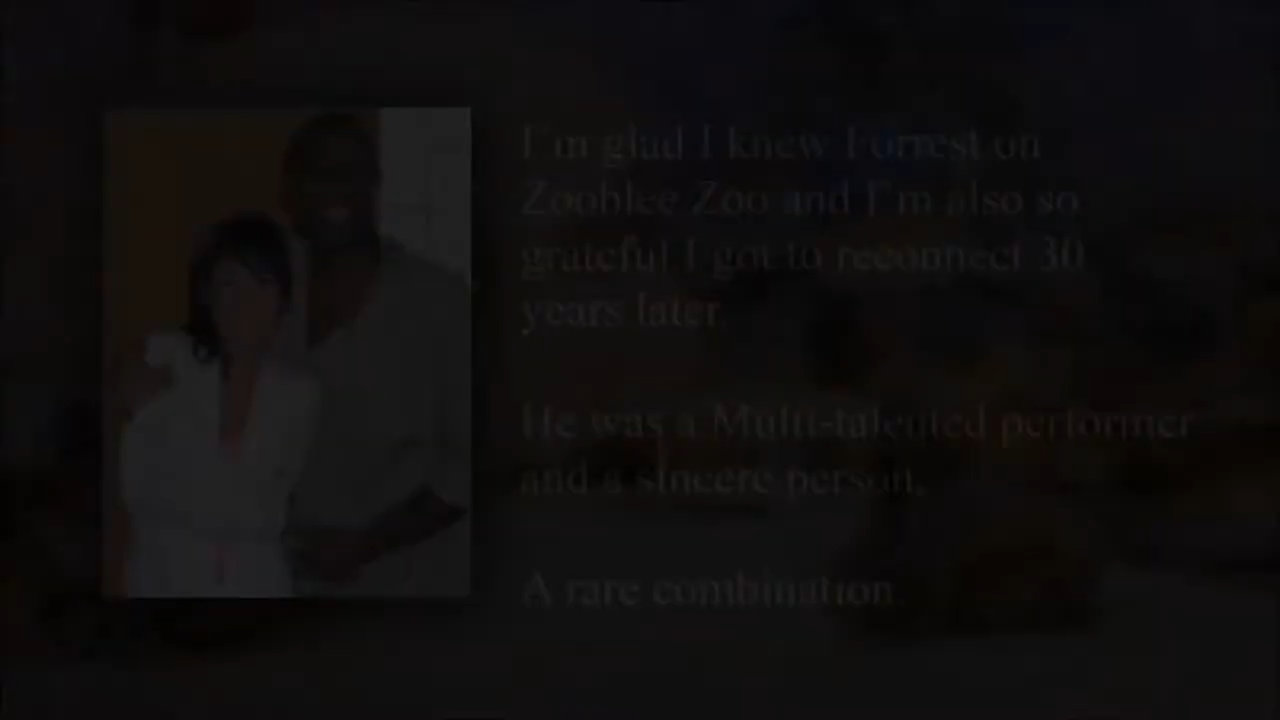 I'm glad I knew Forrest on
Zooblee Zoo and I'm also so
grateful I got to reconnect 30
years later.
He was a Multi-talented performer
and a sincere person.
A rare combination